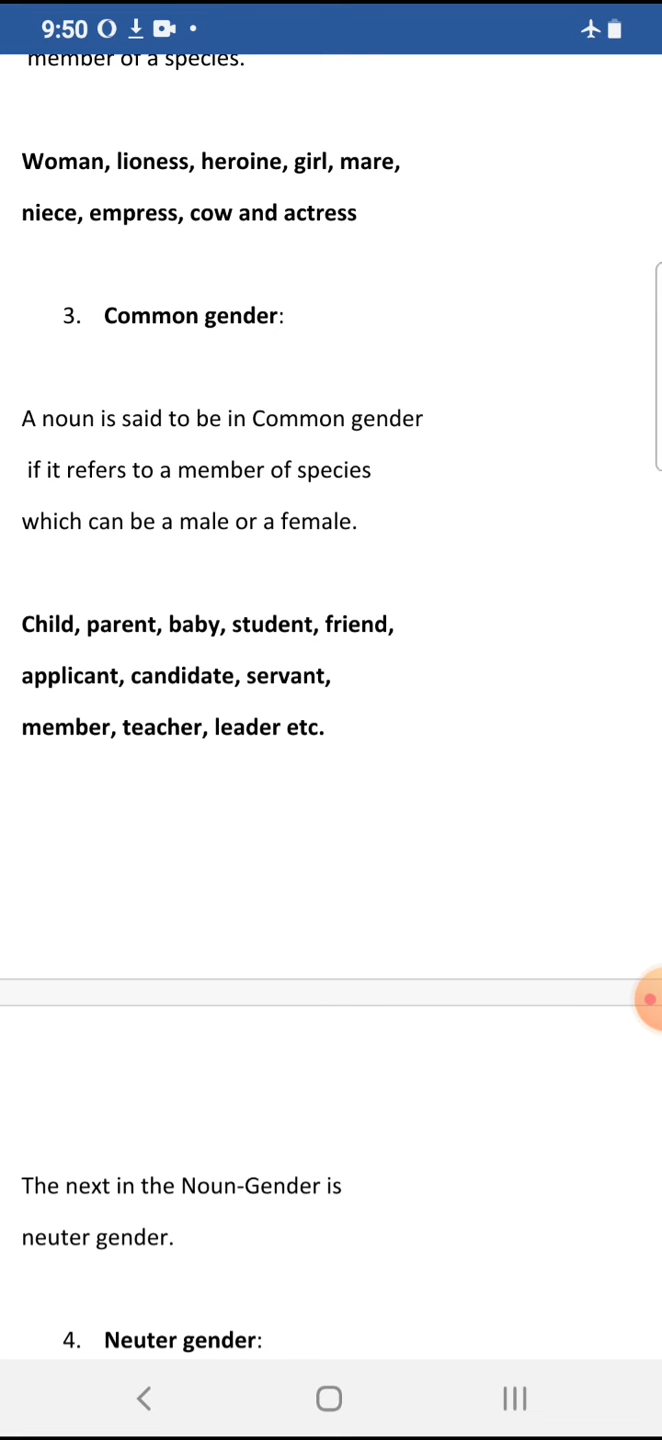 9:50
member of a species.
Woman, lioness, heroine, girl, mare,
niece, empress, cow and actress
3. Common gender:
A noun is said to be in Common gender
if it refers to a member of species
which can be a male or a female.
Child, parent, baby, student, friend,
applicant, candidate, servant,
member, teacher, leader etc.
The next in the Noun-Gender is
neuter gender.
4. Neuter gender: